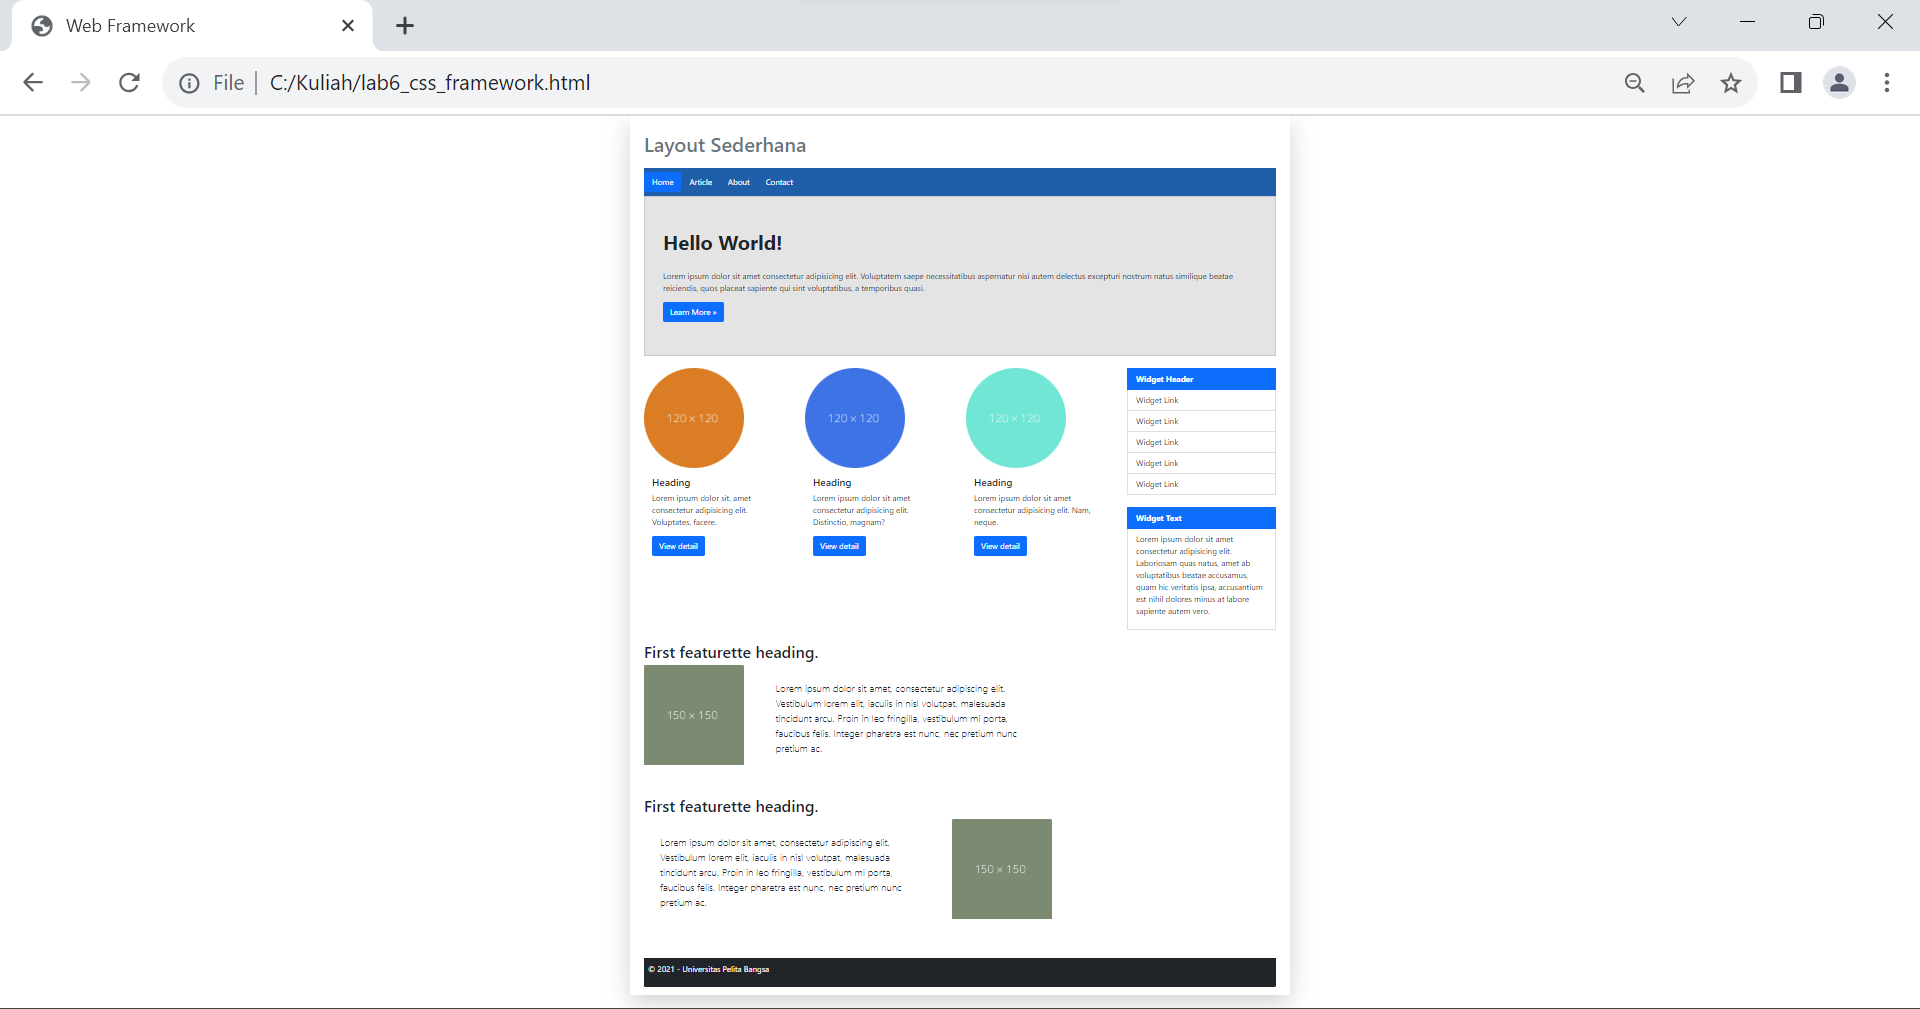 Web Framework
File
C:/Kuliah/lab6_css_framework.html
Layout Sederhana
Home Article About Contact
Hello World!
Lorem ipsum dolor sit amet consectetur adipisicing elit. Voluptatem saepe necessitatibus aspernatur nisi autem delectus excepturi nostrum natus similique beatae
reiciendis, quos placeat sapiente qui sint voluptatibus, a temporibus quasi.
Learn More »
120 × 120
Heading
Lorem ipsum dolor sit, amet
consectetur adipisicing elit.
Voluptates, facere.
View detail
120 × 120
Heading
Lorem ipsum dolor sit amet
consectetur adipisicing elit.
Distinctio, magnam?
View detail
120 × 120
Heading
Lorem ipsum dolor sit amet
consectetur adipisicing elit. Nam,
neque.
View detail
Widget Header
Widget Link
Widget Link
Widget Link
Widget Link
Widget Link
Widget Text
Lorem ipsum dolor sit amet
consectetur adipisicing elit.
Laboriosam quas natus, amet ab
voluptatibus beatae accusamus,
quam hic veritatis ipsa, accusantium
est nihil dolores minus at labore
sapiente autem vero.
First featurette heading.
150 × 150
Lorem ipsum dolor sit amet, consectetur adipiscing elit.
Vestibulum lorem elit, iaculis in nisl volutpat, malesuada
tincidunt arcu. Proin in leo fringilla, vestibulum mi porta,
faucibus felis. Integer pharetra est nunc, nec pretium nunc
pretium ac.
First featurette heading.
Lorem ipsum dolor sit amet, consectetur adipiscing elit.
Vestibulum lorem elit, iaculis in nisl volutpat, malesuada
tincidunt arcu. Proin in leo fringilla, vestibulum mi porta,
faucibus felis. Integer pharetra est nunc, nec pretium nunc
pretium ac.
150 × 150
© 2021 - Universitas Pelita Bangsa